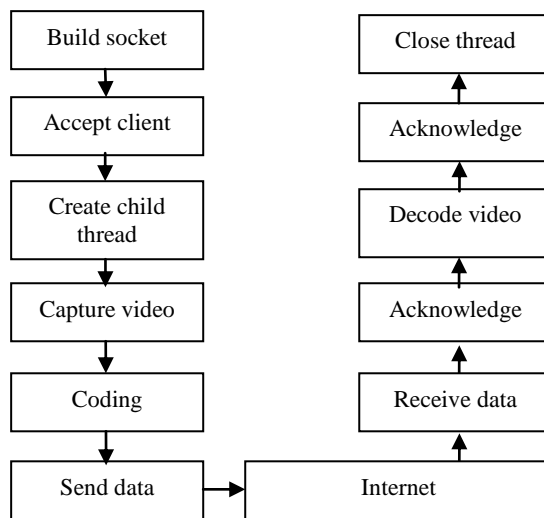 Build socket
Accept client
Create child
thread
Capture video
Coding
Send data
Internet
Receive data
Acknowledge
Decode video
Acknowledge
Close thread